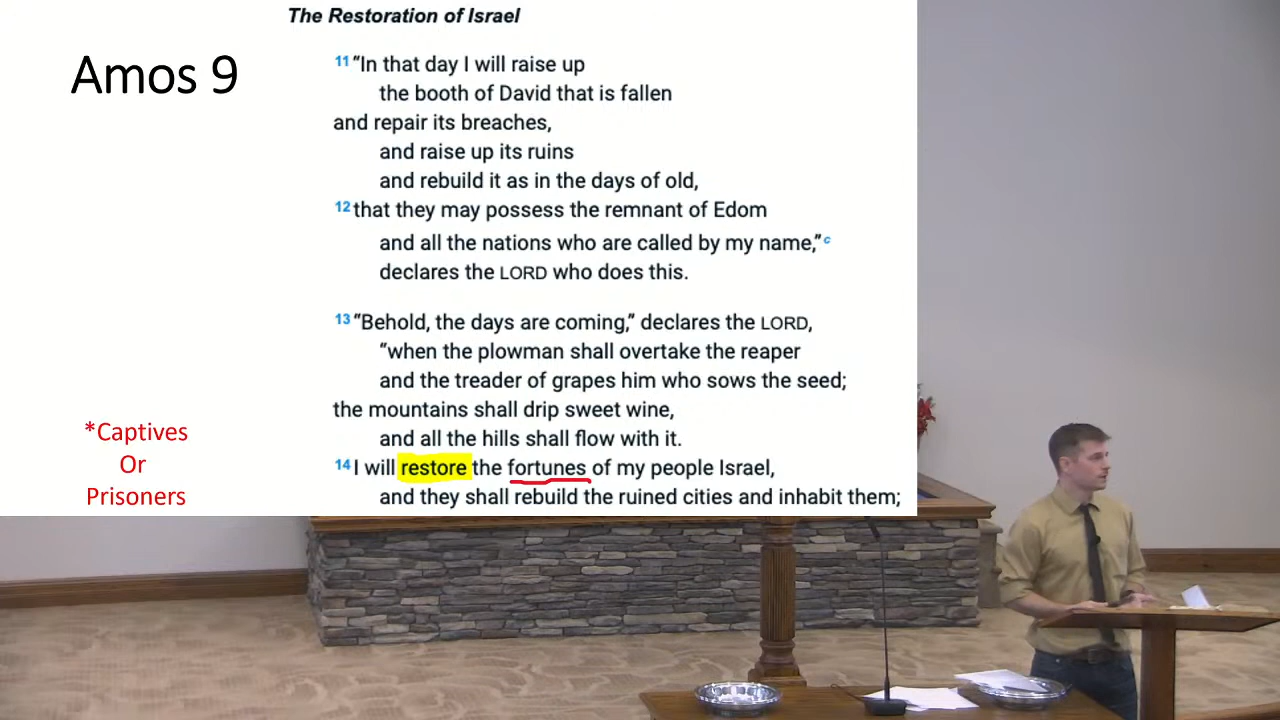 The Restoration of Israel
Amos 9
11 “In that day I will raise up
the booth of David that is fallen
and repair its breaches,
and raise up its ruins
and rebuild it as in the days of old,
12 that they may possess the remnant of Edom
and all the nations who are called by my name,” c
declares the LORD who does this.
13 “Behold, the days are coming,” declares the LORD,
“when the plowman shall overtake the reaper
and the treader of grapes him who sows the seed;
the mountains shall drip sweet wine,
and all the hills shall flow with it.
14 I will restore the fortunes of my people Israel,
and they shall rebuild the ruined cities and inhabit them;
*Captives
Or
Prisoners